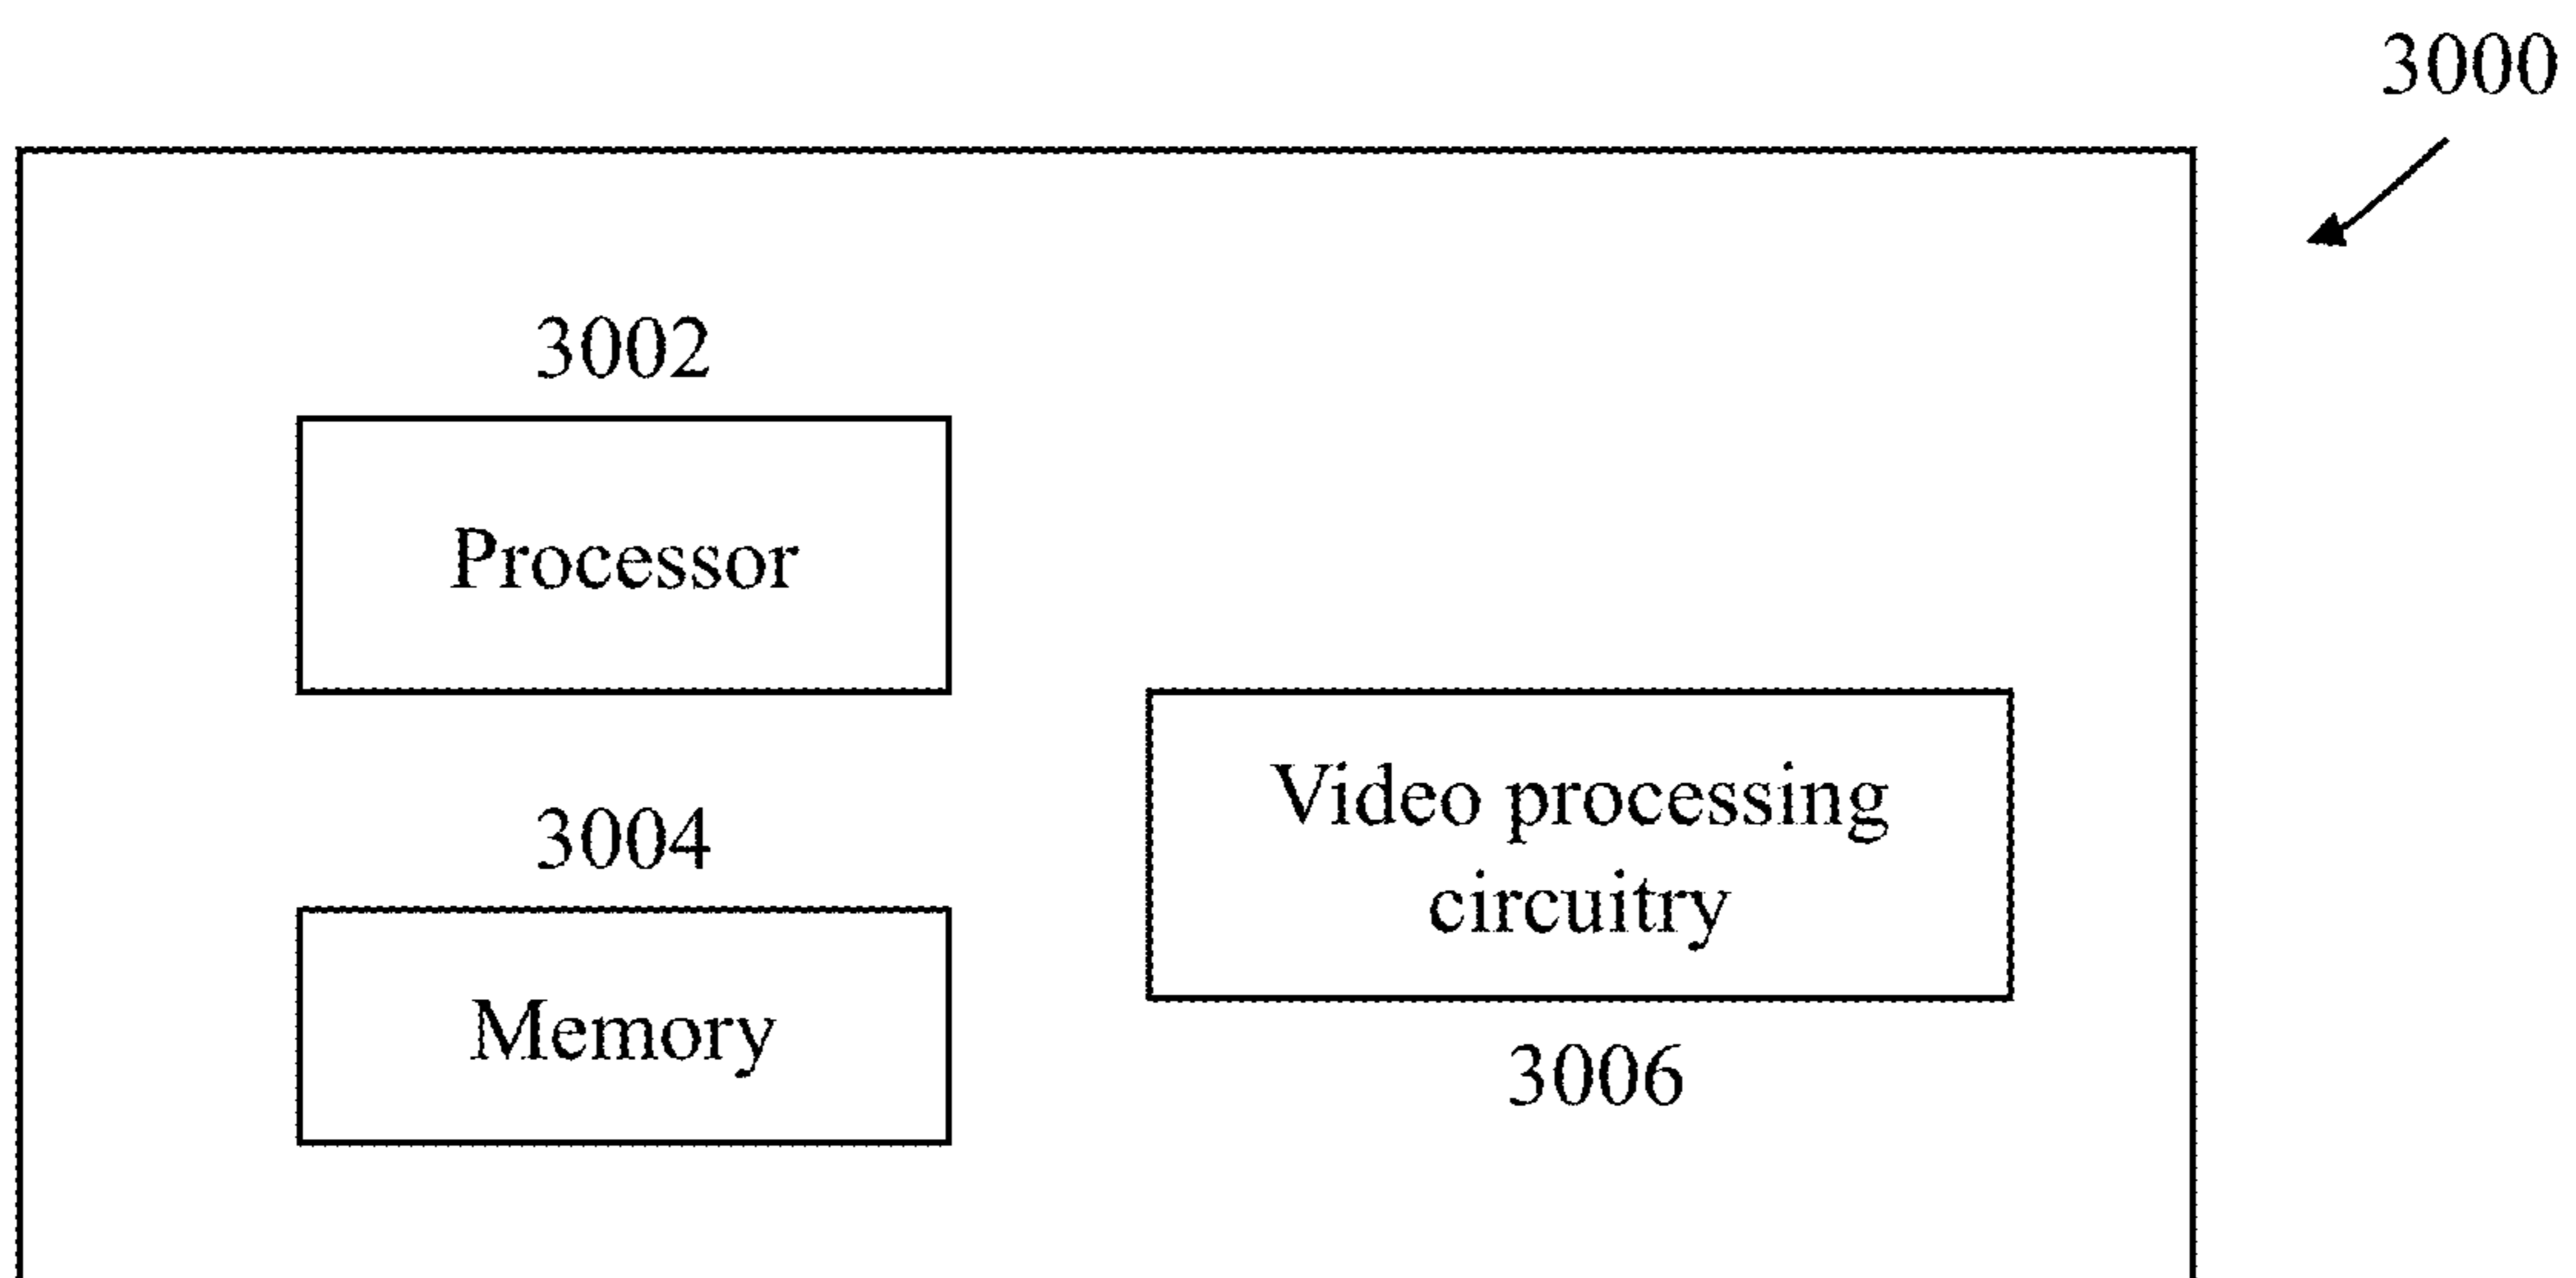 3000
3002
Processor
3004
Memory
Video processing
circuitry
3006